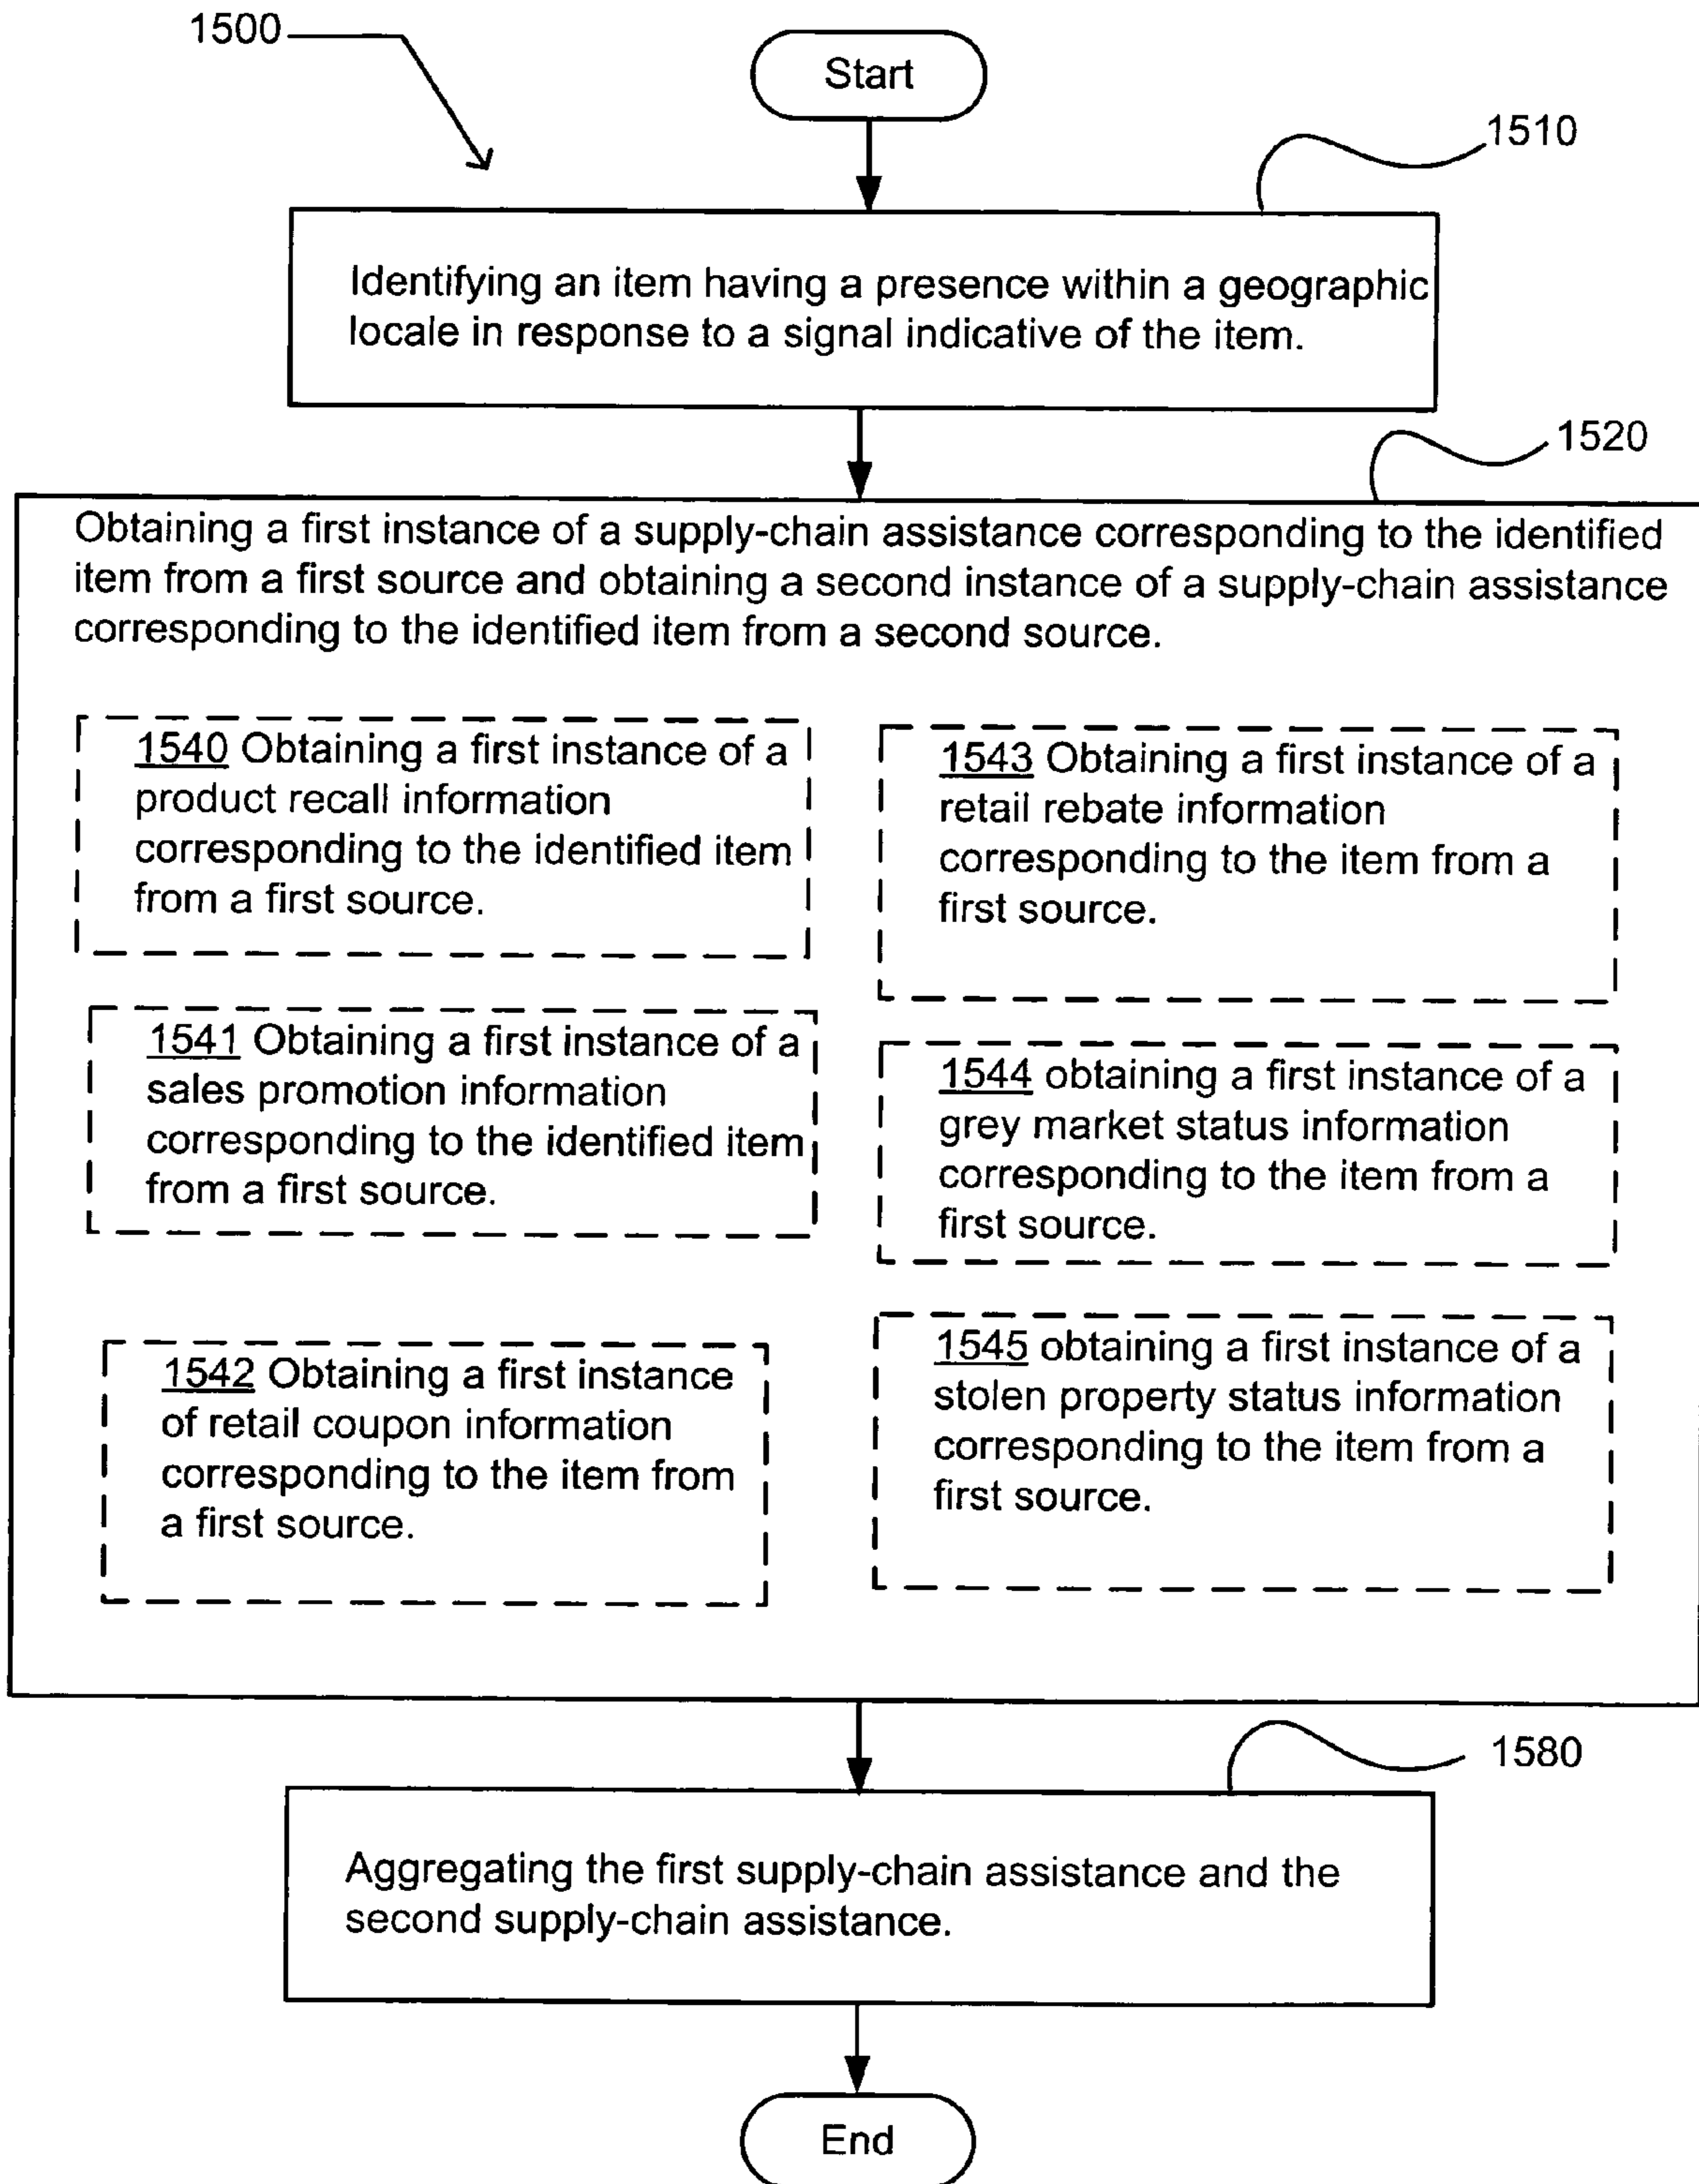 1500
Start
1510
Identifying an item having a presence within a geographic
locale in response to a signal indicative of the item.
1520
Obtaining a first instance of a supply-chain assistance corresponding to the identified
item from a first source and obtaining a second instance of a supply-chain assistance
corresponding to the identified item from a second source.
1540 Obtaining a first instance of a
product recall information
corresponding to the identified item
from a first source.
1541 Obtaining a first instance of a
sales promotion information
corresponding to the identified item
from a first source.
1542 Obtaining a first instance
of retail coupon information
corresponding to the item from
a first source.
1543 Obtaining a first instance of a
retail rebate information
corresponding to the item from a
first source.
1544 obtaining a first instance of a
grey market status information
corresponding to the item from a
first source.
1545 obtaining a first instance of a
stolen property status information
corresponding to the item from a
first source.
1580
Aggregating the first supply-chain assistance and the
second supply-chain assistance.
End